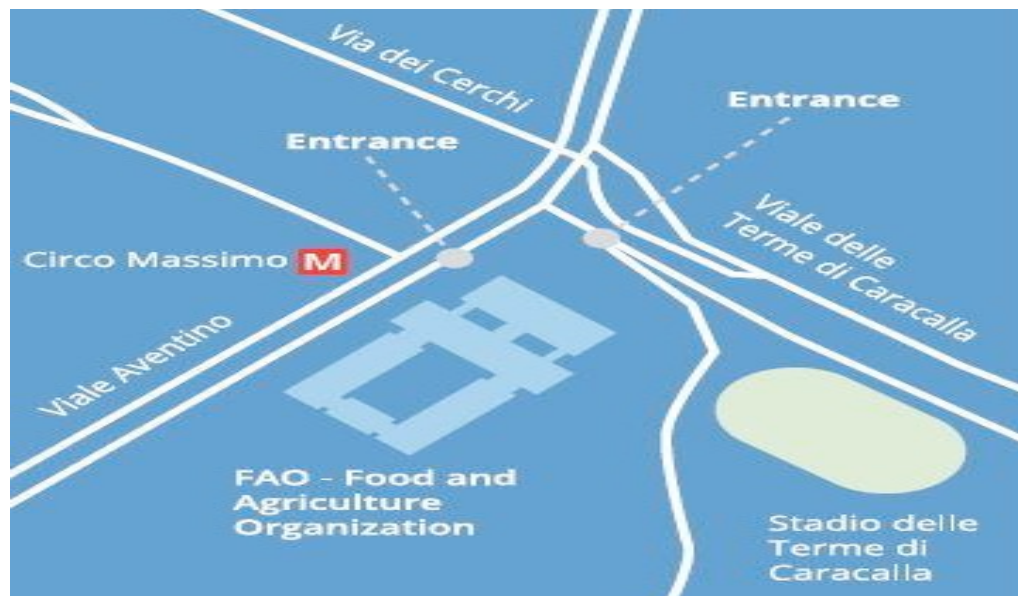 Via dei Cerchi
Entrance
Entrance
Viale delle
Terme di Caracalla
Circo Massimo M
Viale Aventino
FAO - Food and
Agriculture
Organization
Stadio delle
Terme di
Caracalla